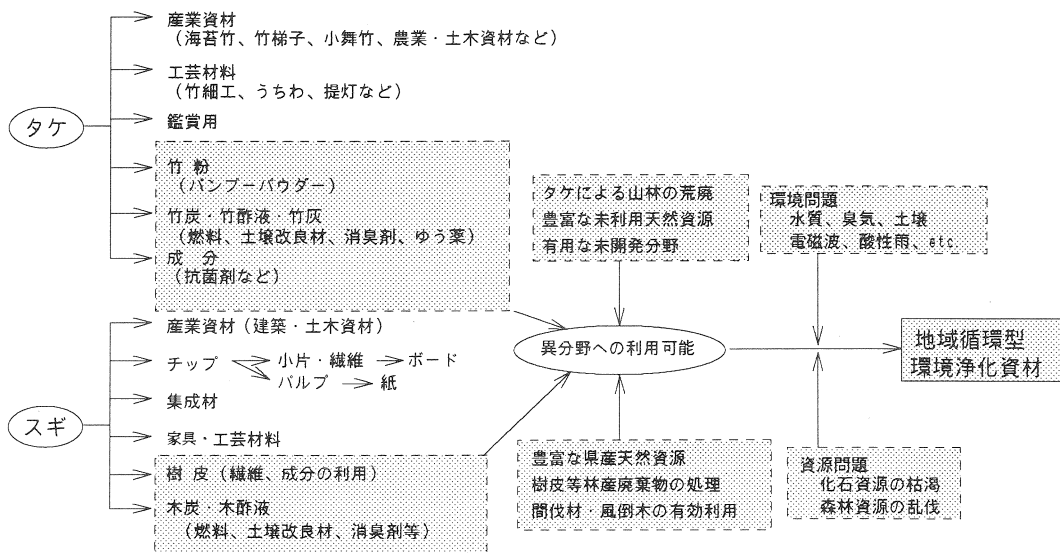 タケ
産業資材
(海苔竹、竹梯子、小舞竹、農業・土木資材など)
工芸材料
(竹細工、うちわ、提灯など)
鑑賞用
竹 粉
(バンブーパウダー)
竹炭・竹酢液・竹灰
(燃料、土壌改良材、消臭剤、ゆう薬)
成 分
(抗菌剤など)
スギ
産業資材(建築・土木資材)
チップ
小片・繊維
ボード
パルプ
紙
集成材
家具・工芸材料
樹 皮(繊維、成分の利用)
木炭・木酢液
(燃料、土壌改良材、消臭剤等)
タケによる山林の荒廃
豊富な未利用天然資源
有用な未開発分野
異分野への利用可能
豊富な県産天然資源
樹皮等林産廃棄物の処理
間伐材・風倒木の有効利用
環境問題
水質、臭気、土壌
電磁波、酸性雨、etc.
資源問題
化石資源の枯渇
森林資源の乱伐
地域循環型
環境浄化資材